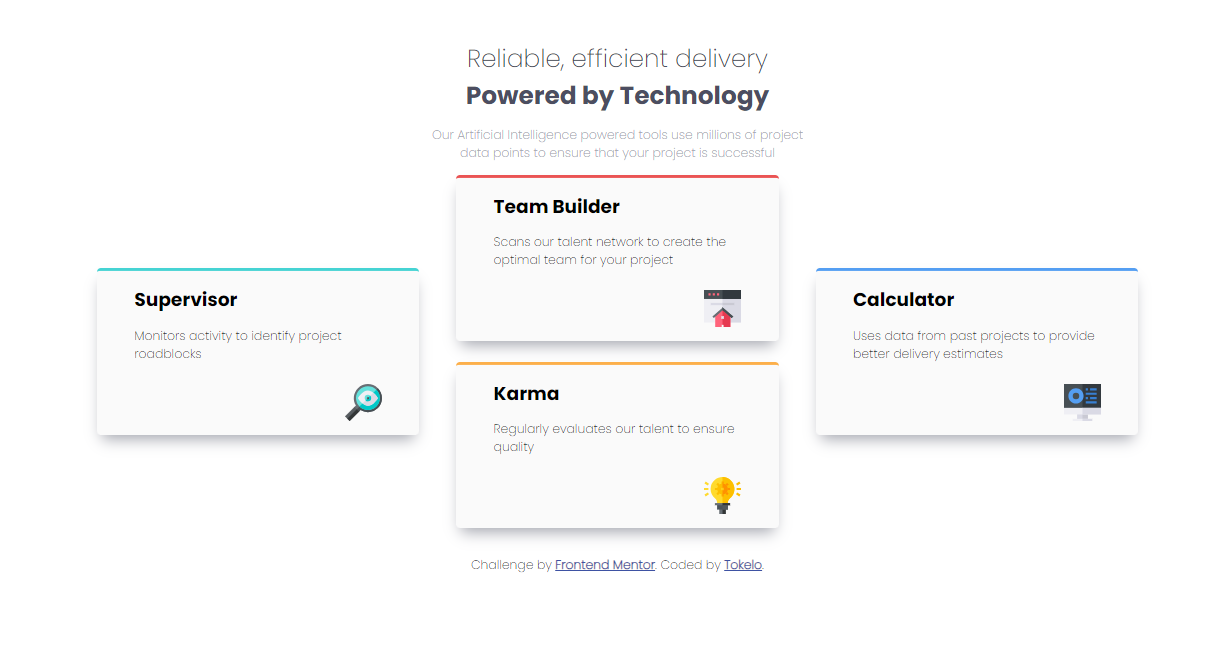 Reliable, efficient delivery
Powered by Technology
Our Artificial Intelligence powered tools use millions of project
data points to ensure that your project is successful
Supervisor
Monitors activity to identify project
roadblocks
Team Builder
Scans our talent network to create the
optimal team for your project
Karma
Regularly evaluates our talent to ensure
quality
Calculator
Uses data from past projects to provide
better delivery estimates
Challenge by Frontend Mentor. Coded by Tokelo.